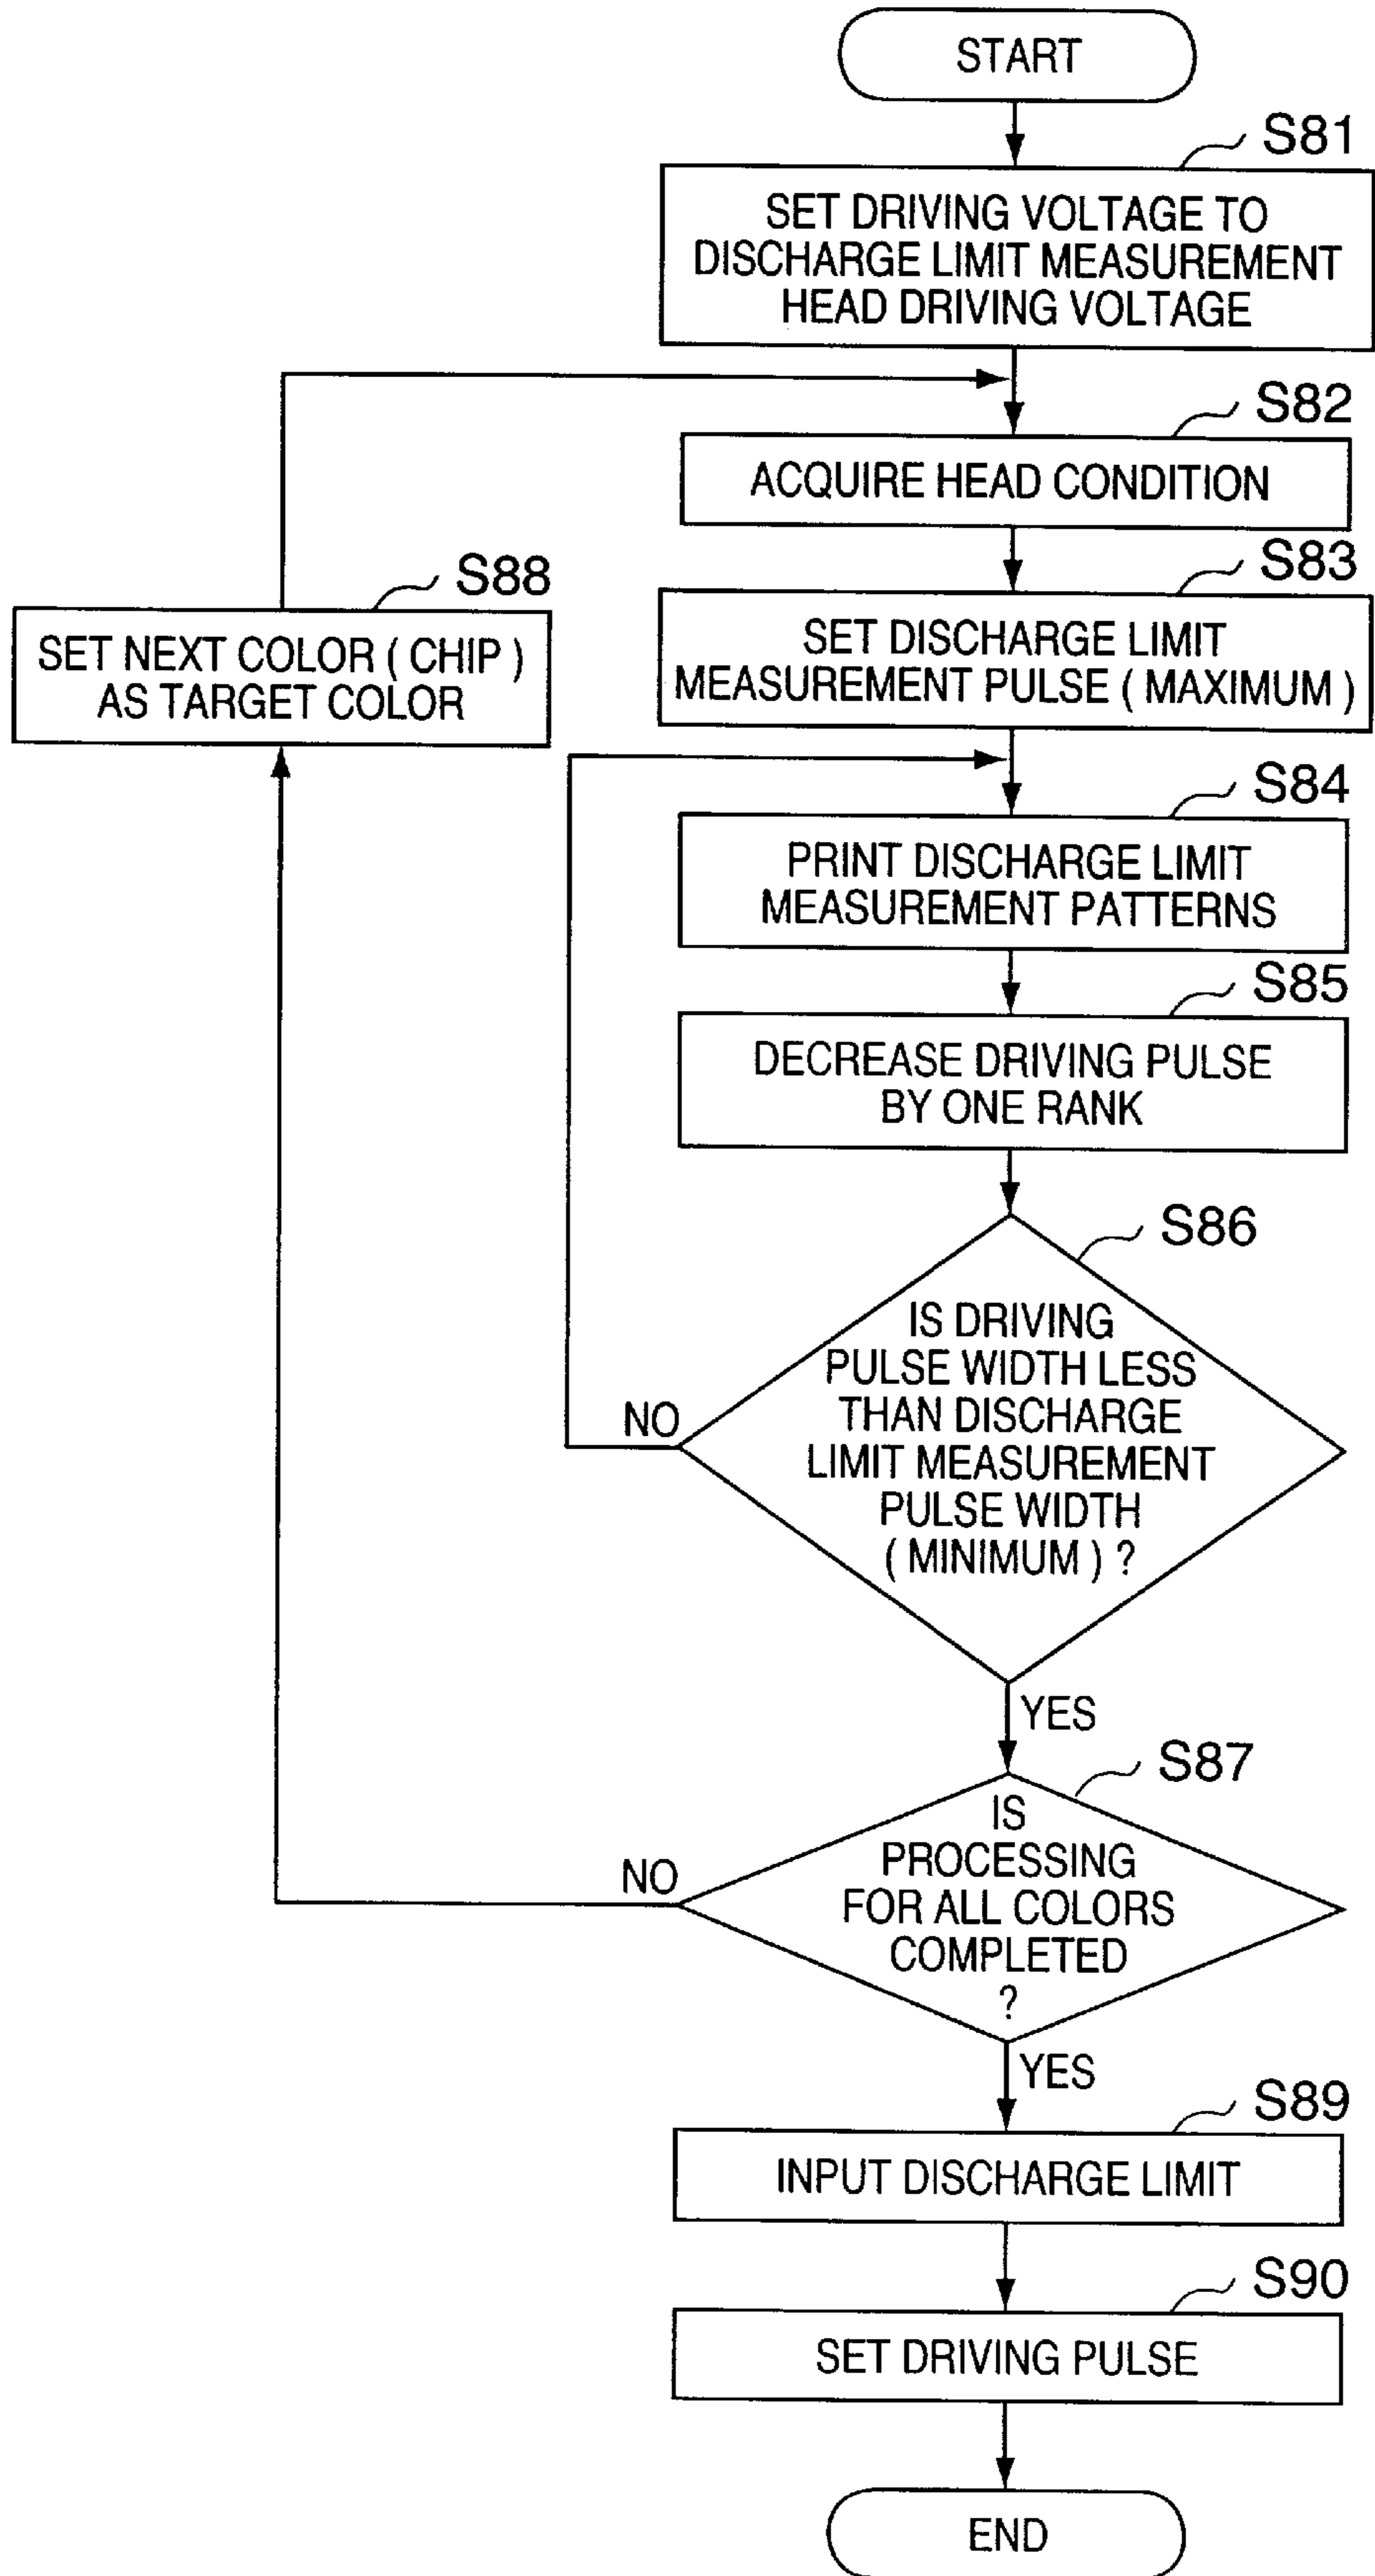 START
S81
SET DRIVING VOLTAGE TO
DISCHARGE LIMIT MEASUREMENT
HEAD DRIVING VOLTAGE
S82
ACQUIRE HEAD CONDITION
S83
SET DISCHARGE LIMIT
MEASUREMENT PULSE ( MAXIMUM )
S88
SET NEXT COLOR ( CHIP )
AS TARGET COLOR
S84
PRINT DISCHARGE LIMIT
MEASUREMENT PATTERNS
S85
DECREASE DRIVING PULSE
BY ONE RANK
S86
IS DRIVING
PULSE WIDTH LESS
THAN DISCHARGE
LIMIT MEASUREMENT
PULSE WIDTH
( MINIMUM ) ?
NO
YES
S87
IS
PROCESSING
FOR ALL COLORS
COMPLETED
?
NO
YES
S89
INPUT DISCHARGE LIMIT
S90
SET DRIVING PULSE
END